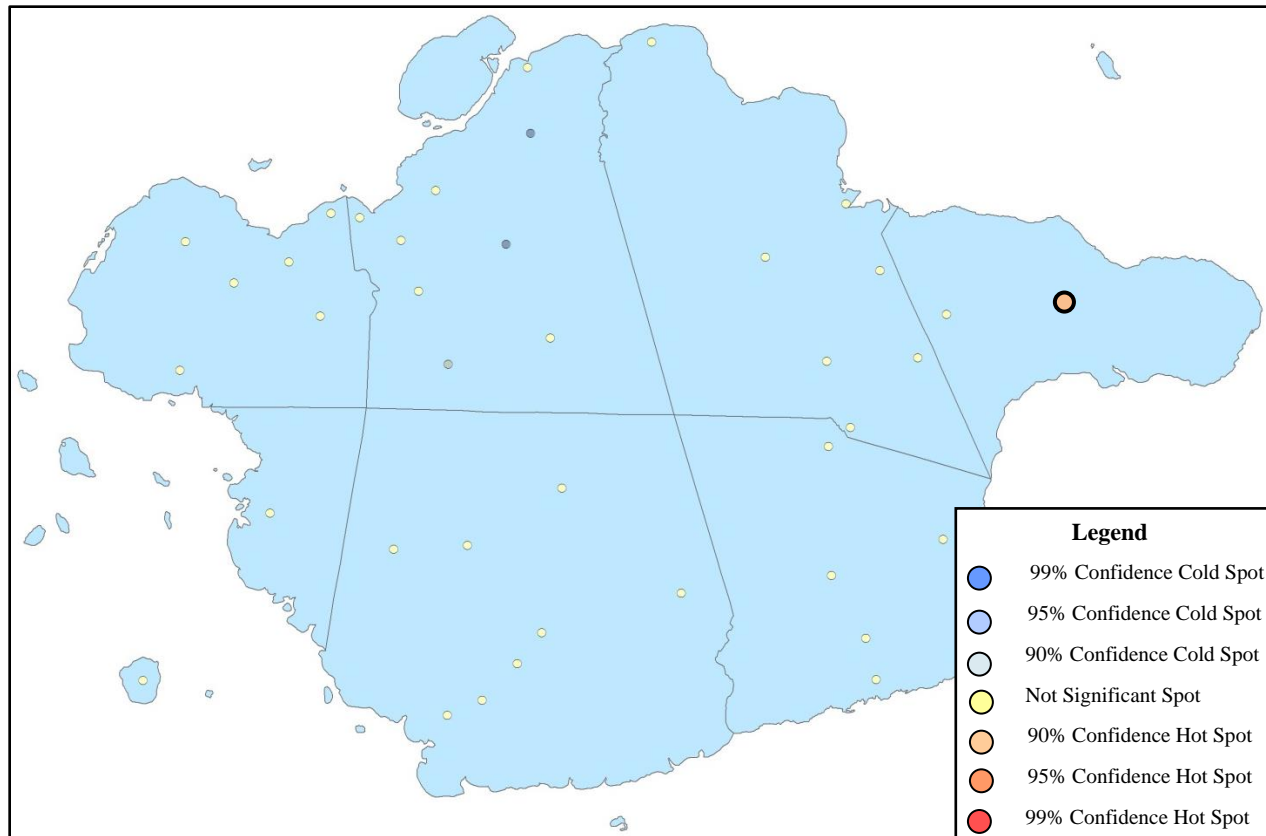 Legend
99% Confidence Cold Spot
95% Confidence Cold Spot
90% Confidence Cold Spot
Not Significant Spot
90% Confidence Hot Spot
95% Confidence Hot Spot
99% Confidence Hot Spot